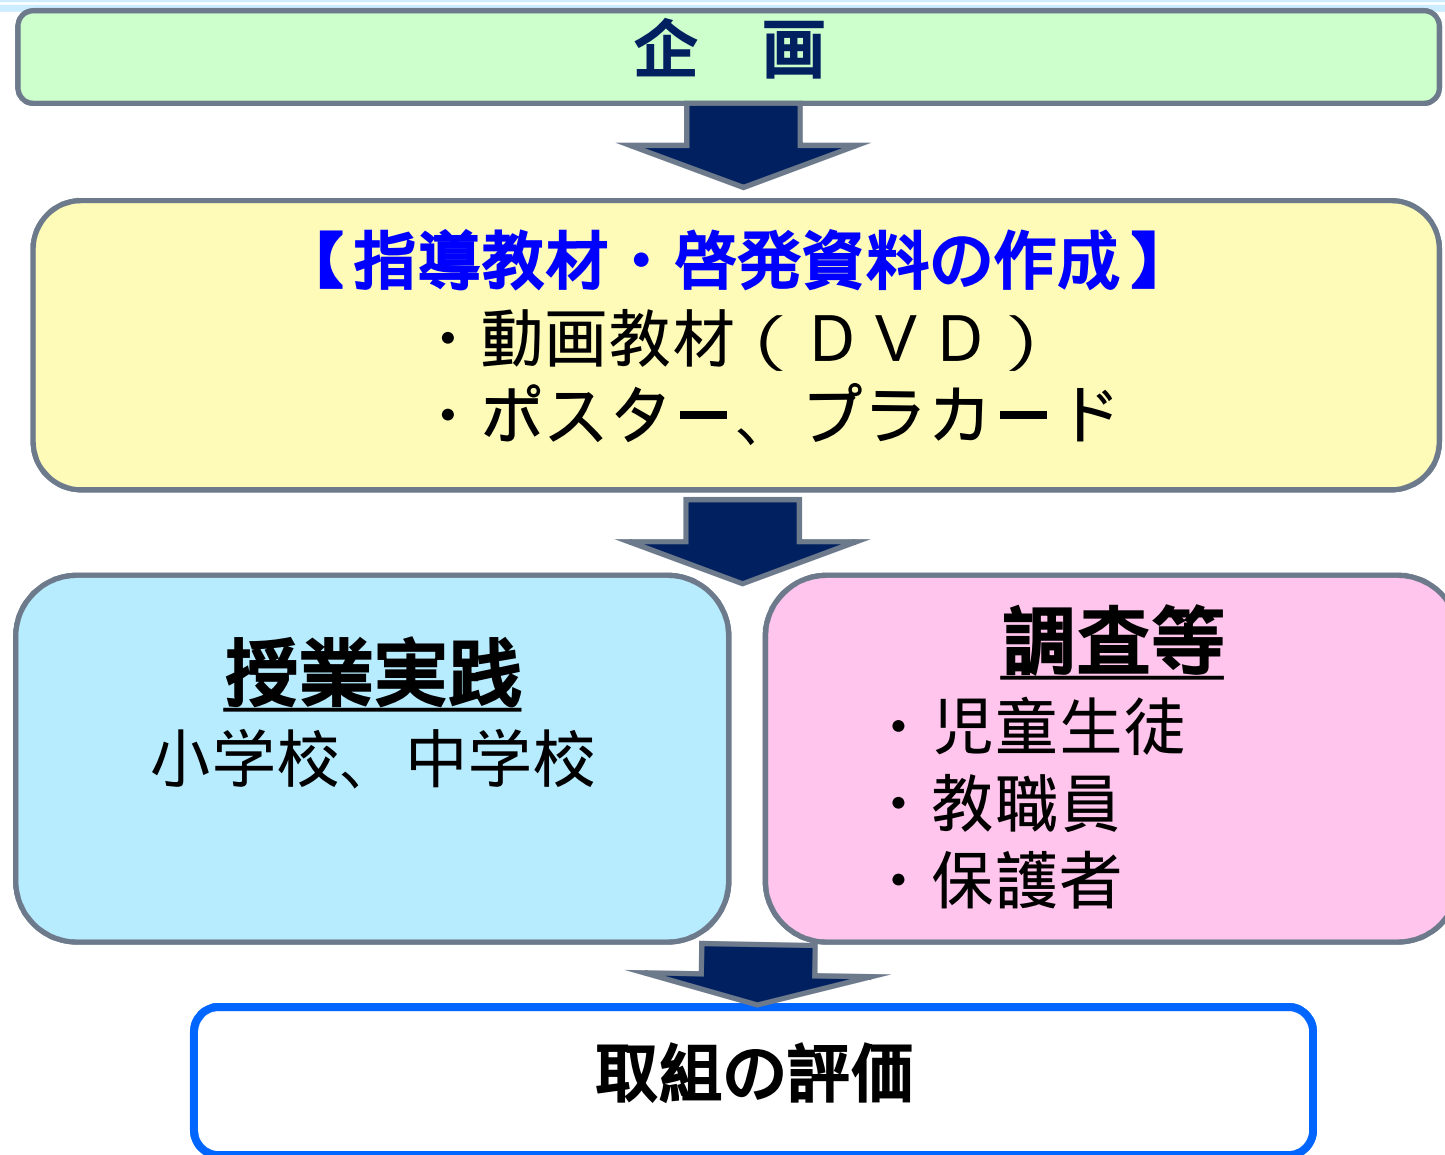 企　画
【指導教材・啓発資料の作成】
・動画教材（ＤＶＤ）
・ポスター、プラカード
授業実践
小学校、中学校
調査等
・児童生徒
・教職員
・保護者
取組の評価